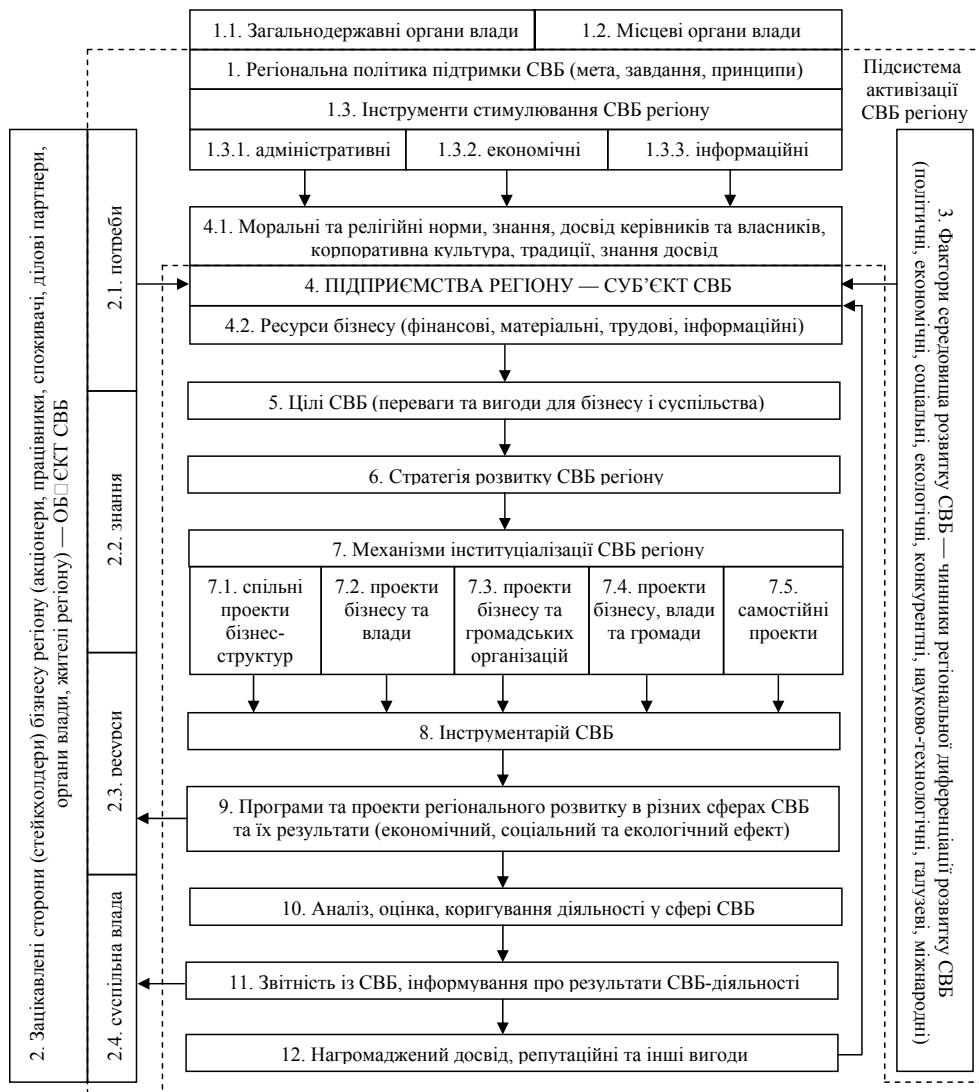 1.1. Загальнодержавні органи влади
1.2. Місцеві органи влади
1. Регіональна політика підтримки СВБ (мета, завдання, принципи)
Підсистема
активізації
СВБ регіону
1.3. Інструменти стимулювання СВБ регіону
1.3.1. адміністративні
1.3.2. економічні
1.3.3. інформаційні
4.1. Моральні та релігійні норми, знання, досвід керівників та власників,
корпоративна культура, традиції, знання досвід
4. ПІДПРИЄМСТВА РЕГІОНУ — СУБ’ЄКТ СВБ
4.2. Ресурси бізнесу (фінансові, матеріальні, трудові, інформаційні)
5. Цілі СВБ (переваги та вигоди для бізнесу і суспільства)
6. Стратегія розвитку СВБ регіону
7. Механізми інституціалізації СВБ регіону
7.1. спільні
проекти
бізнес-
структур
7.2. проекти
бізнесу та
влади
7.3. проекти
бізнесу та
громадських
організацій
7.4. проекти
бізнесу, влади
та громади
7.5.
самостійні
проекти
8. Інструментарій СВБ
9. Програми та проекти регіонального розвитку в різних сферах СВБ
та їх результати (економічний, соціальний та екологічний ефект)
10. Аналіз, оцінка, коригування діяльності у сфері СВБ
11. Звітність із СВБ, інформування про результати СВБ-діяльності
12. Нагромаджений досвід, репутаційні та інші вигоди
2. Зацікавлені сторони (стейкхолдери) бізнесу регіону (акціонери, працівники, споживачі, ділові партнери,
органи влади, жителі регіону) — ОБ□ЄКТ СВБ
2.1. потреби
2.2. знання
2.3. ресурси
2.4. суспільна влада
3. Фактори середовища розвитку СВБ — чинники регіональної диференціації розвитку СВБ
(політичні, економічні, соціальні, екологічні, конкурентні, науково-технологічні, галузеві, міжнародні)